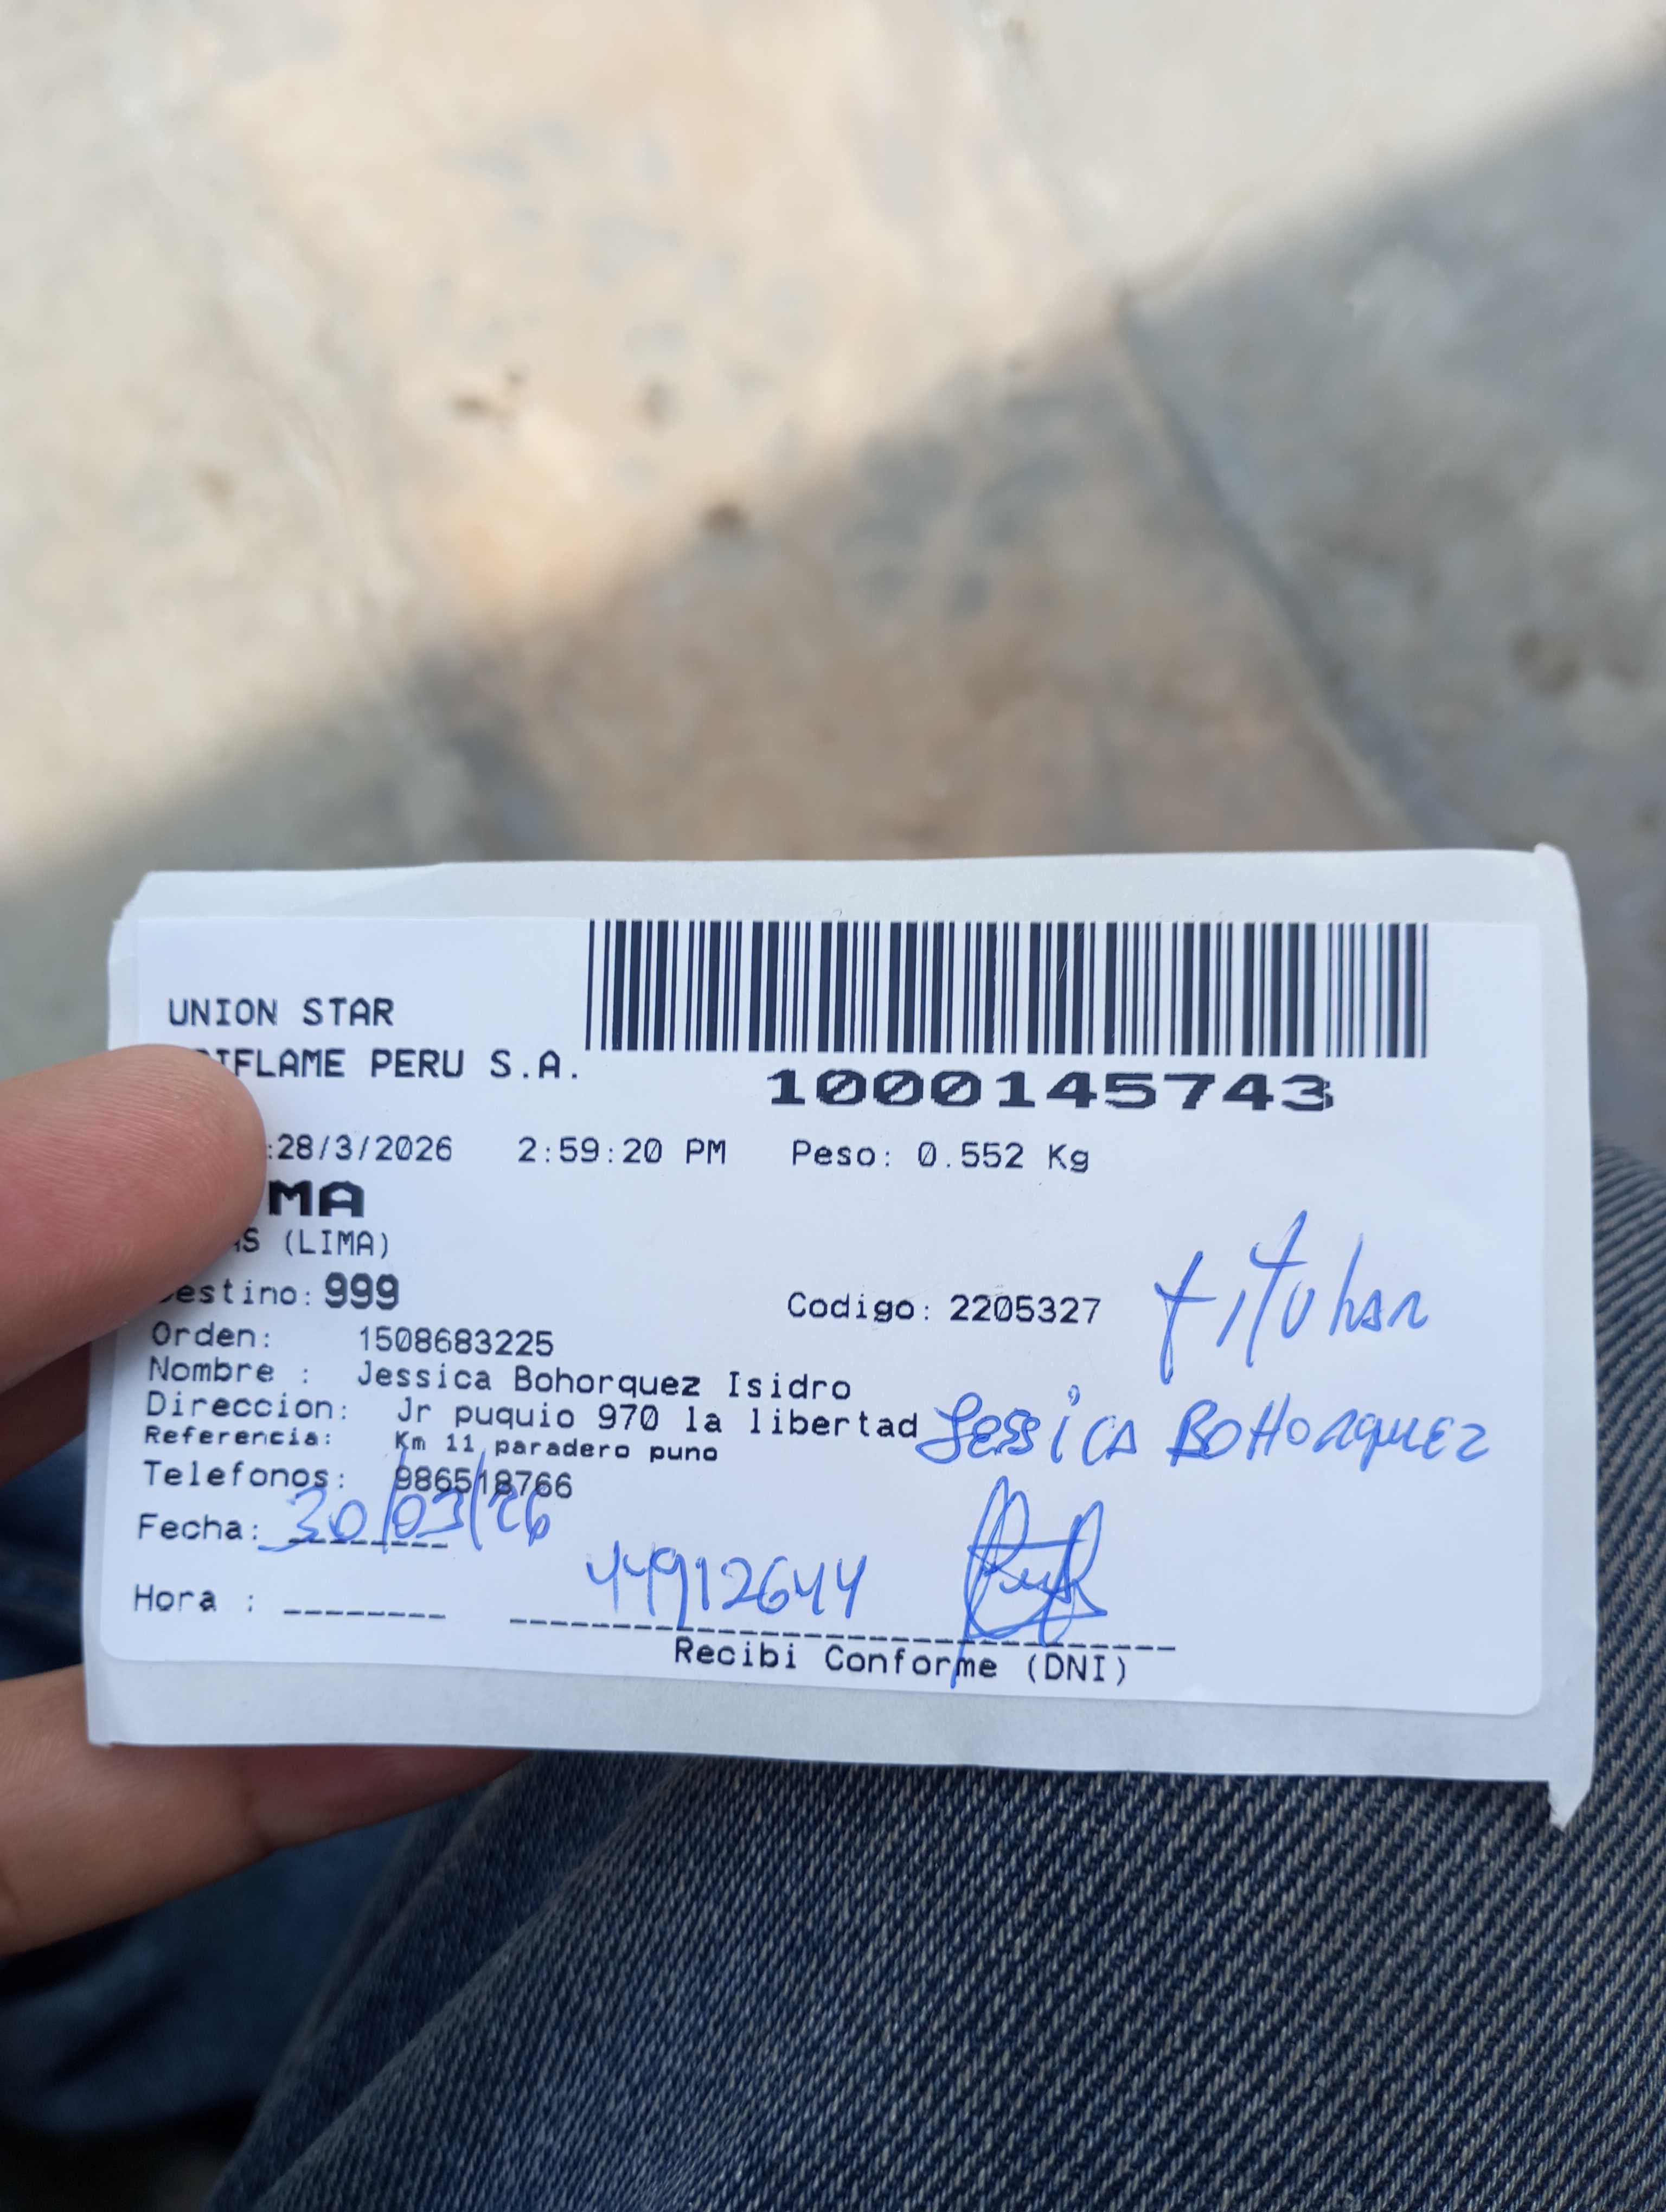 UNION STAR
IFLAME PERU S.A.
1000145743
:28/3/2026 2:59:20 PM Peso: 0.552 Kg
MA
AS (LIMA)
estino: 999
Codigo: 2205327
titular
Orden: 1508683225
Nombre : Jessica Bohorquez Isidro
Direccion: Jr puquio 970 la libertad
Jessica BOHorquez
Referencia: Km 11 paradero puno
Telefonos: 986518766
Fecha: 30/03/26
44912644
Hora :
Recibi Conforme (DNI)